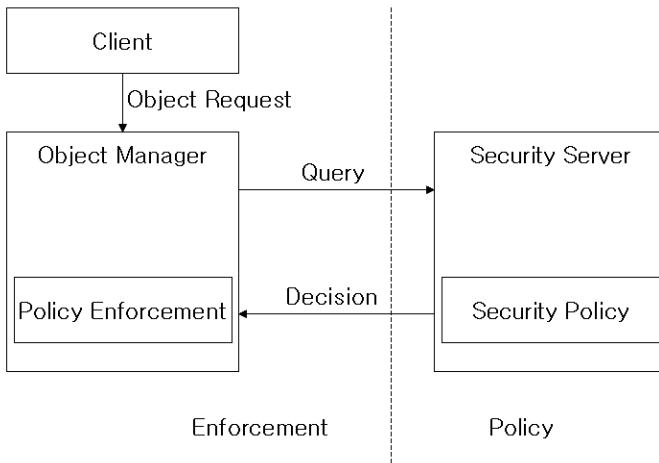 Client
Object Request
Object Manager
Security Server
Query
Policy Enforcement
Decision
Security Policy
Enforcement
Policy